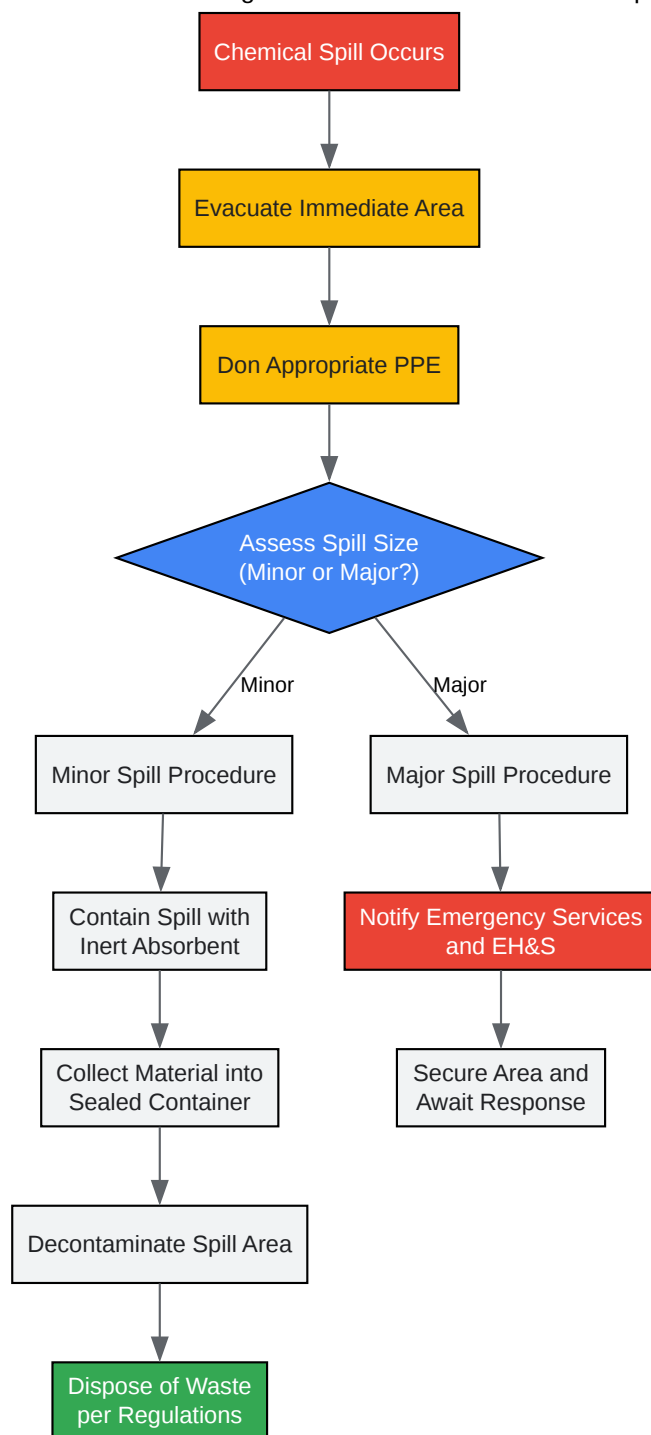 Chemical Spill Occurs
Evacuate Immediate Area
Don Appropriate PPE
Assess Spill Size
(Minor or Major?)
Minor
Major
Minor Spill Procedure
Major Spill Procedure
Contain Spill with
Inert Absorbent
Notify Emergency Services
and EH&S
Collect Material into
Sealed Container
Secure Area and
Await Response
Decontaminate Spill Area
Dispose of Waste
per Regulations